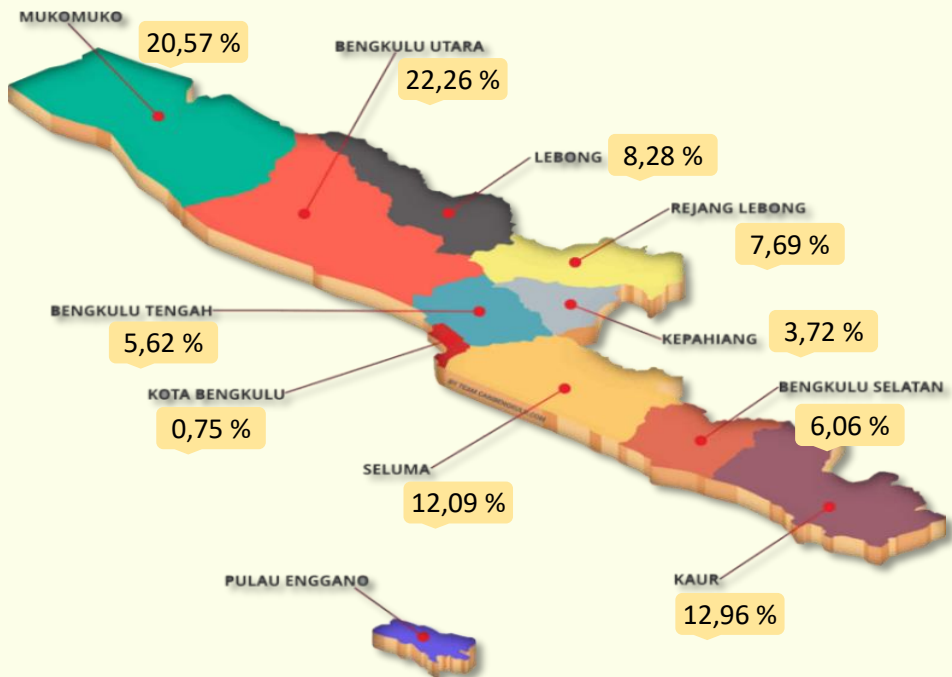 MUKOMUKO
20,57 %
BENGKULU UTARA
22,26 %
LEBONG
8,28 %
REJANG LEBONG
7,69 %
BENGKULU TENGAH
5,62 %
KEPAHIANG
3,72 %
KOTA BENGKULU
0,75 %
BENGKULU SELATAN
6,06 %
SELUMA
12,09 %
KAUR
12,96 %
PULAU ENGGANO